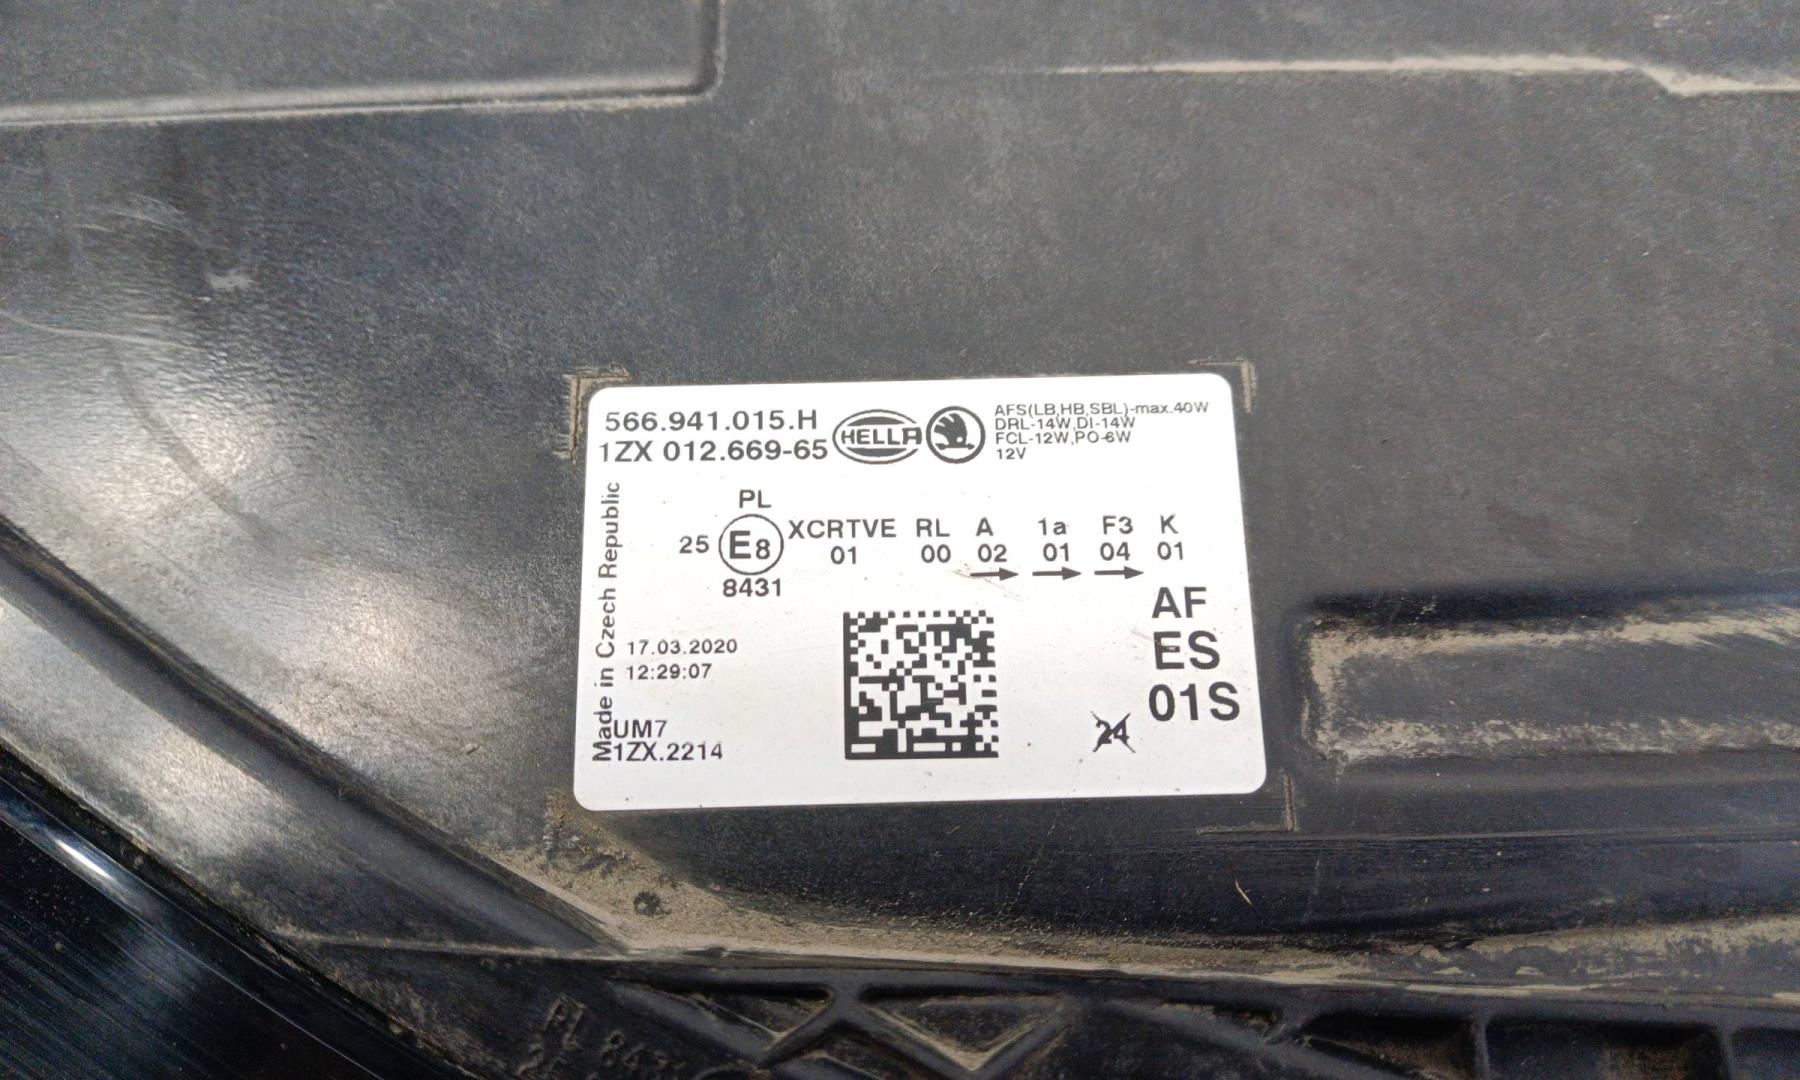 566.941.015.H
1ZX 012.669-65
HELLA
AFS(LB,HB,SBL)-max.40W
DRL-14W,DI-14W
FCL-12W,PO-6W
12V
Made in Czech Republic
PL
25 E8 XCRTVE RL A 1a F3 K
01 00 02 01 04 01
8431
17.03.2020
12:29:07
UM7
1ZX.2214
24
AF
ES
01S
PL 8431